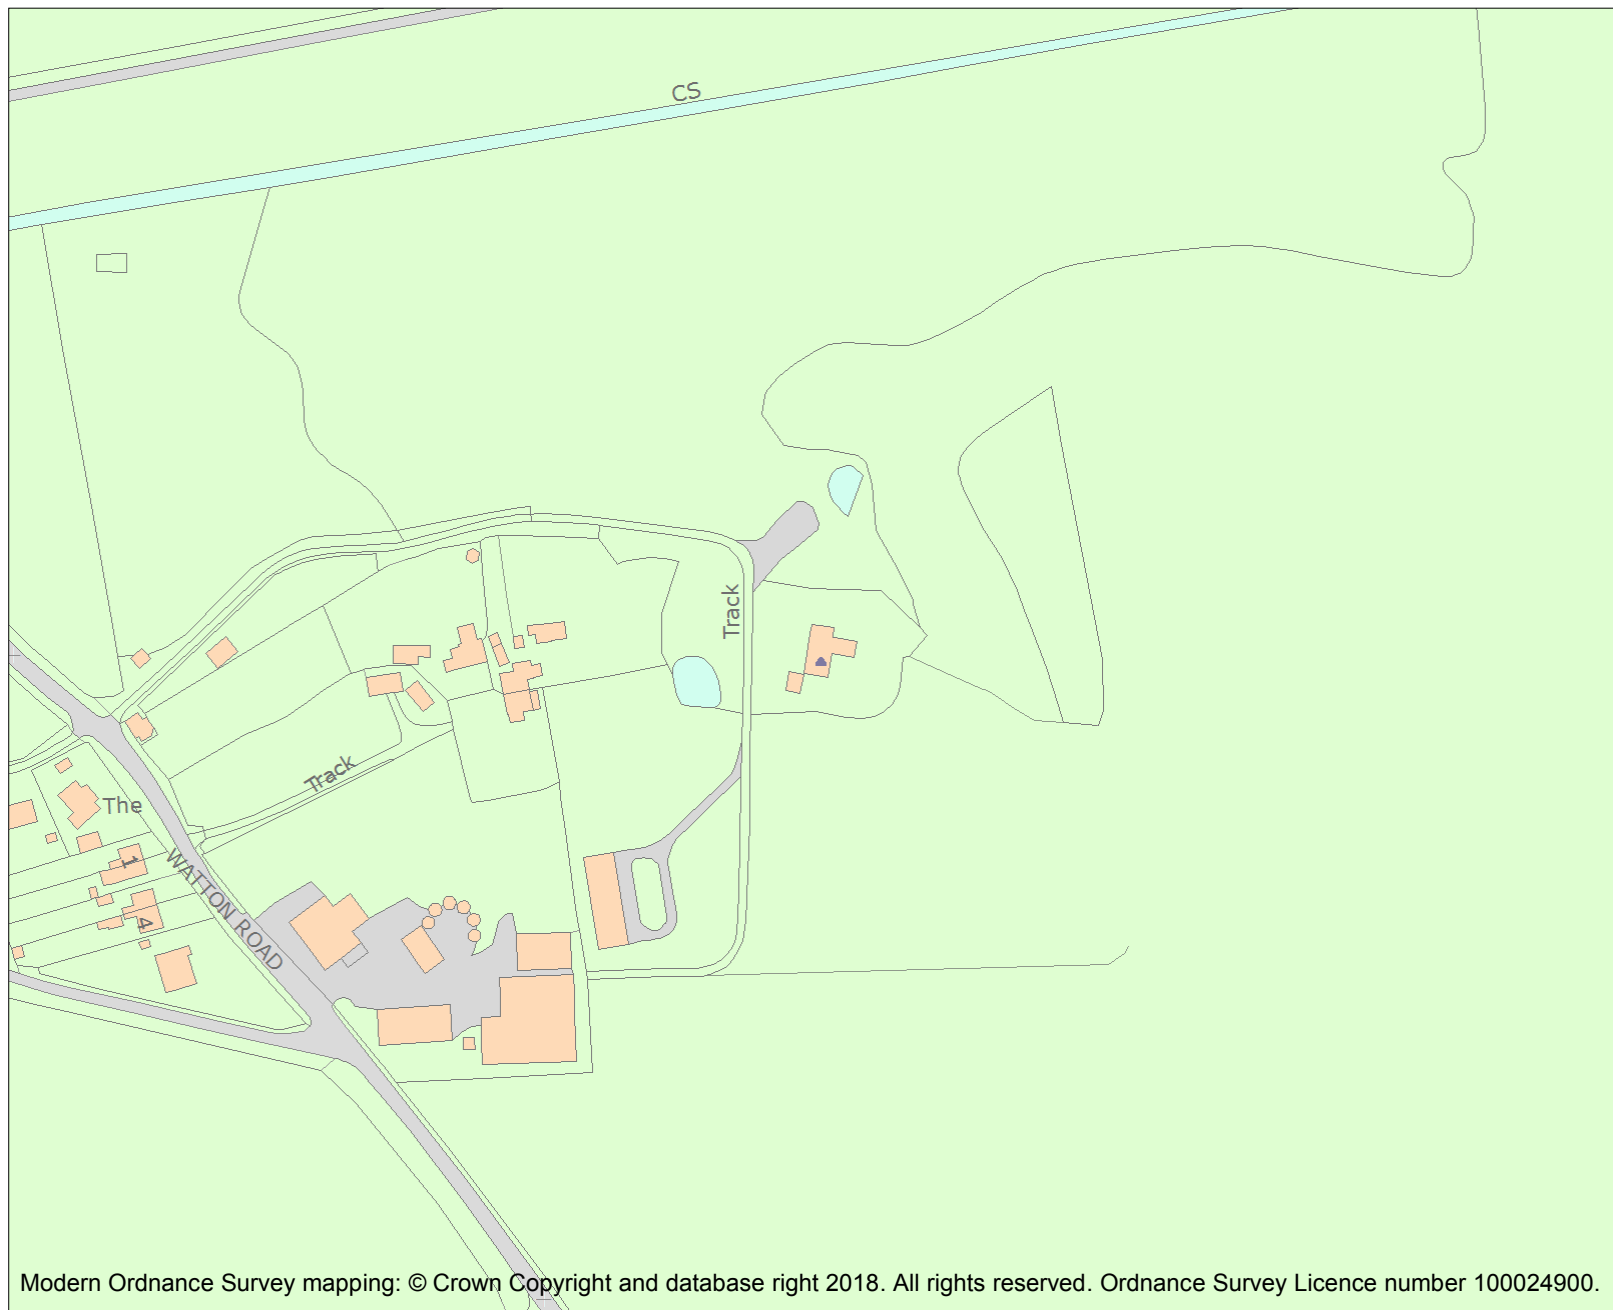 CS
Track
Track
The
1
WATTON ROAD
4
Modern Ordnance Survey mapping: © Crown Copyright and database right 2018. All rights reserved. Ordnance Survey Licence number 100024900.